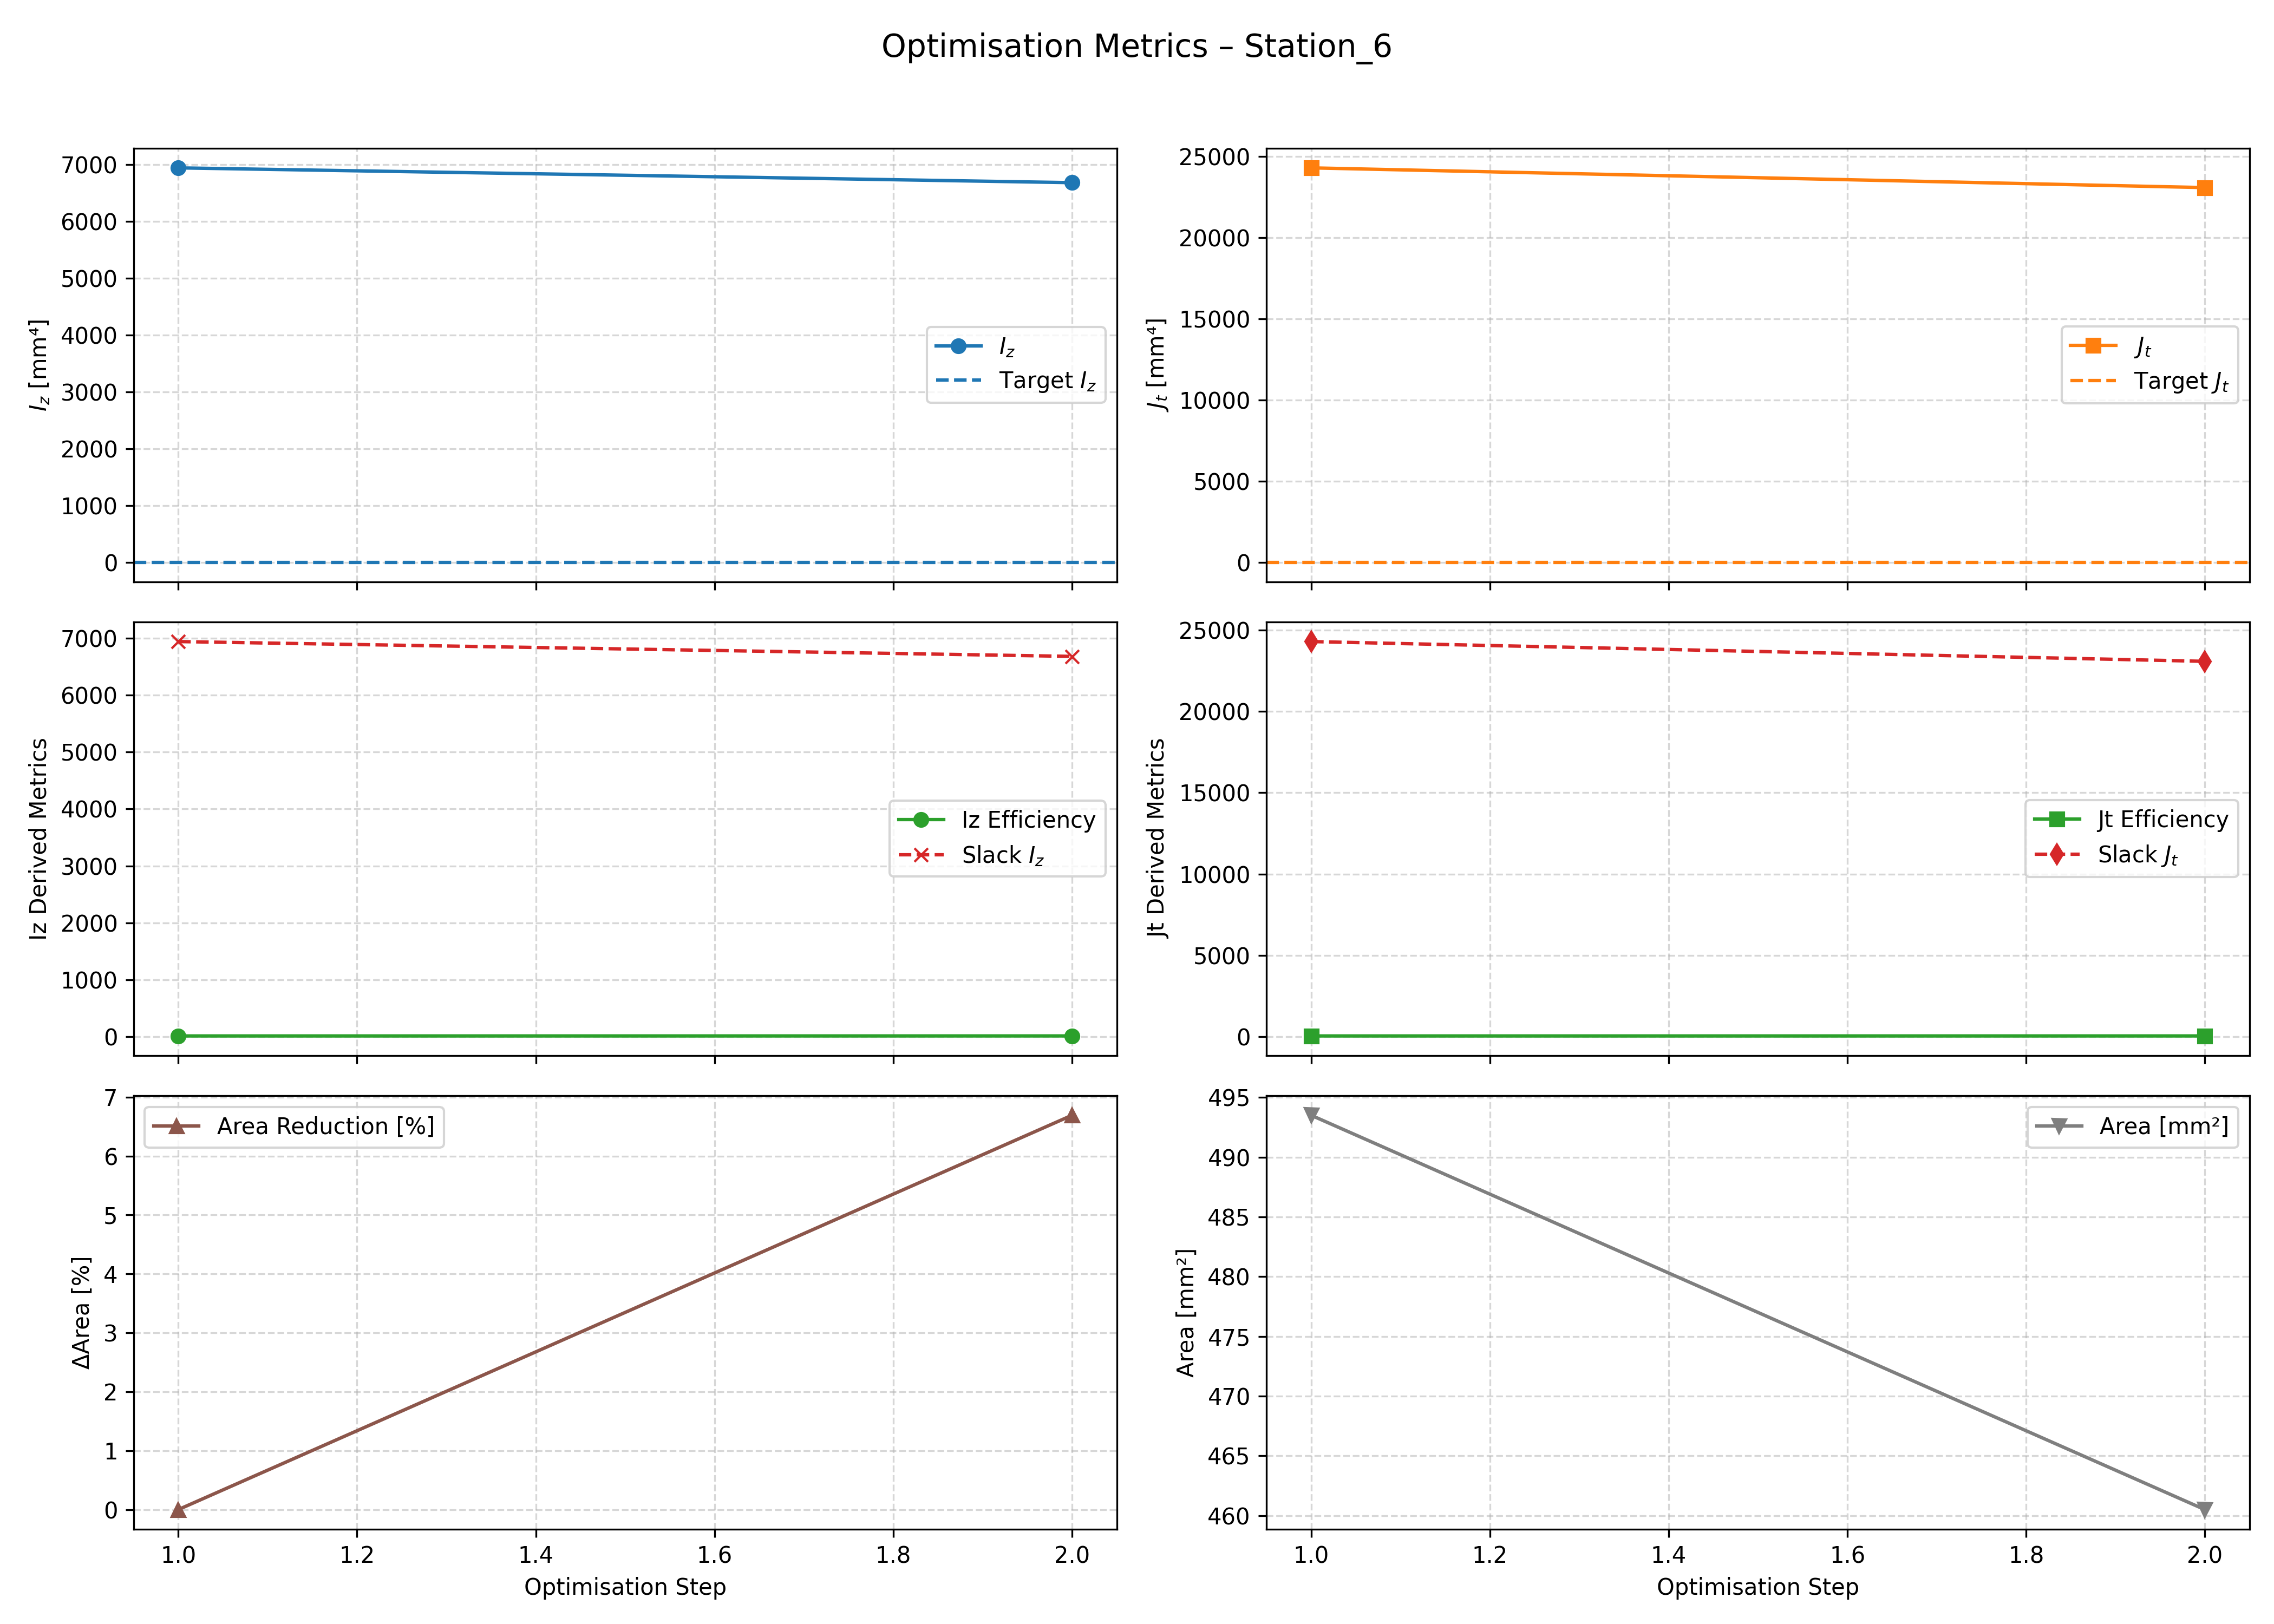 Optimisation Metrics – Station_6
7000
6000
5000
4000
3000
2000
1000
0
I_z [mm⁴]
I_z
Target I_z
25000
20000
15000
10000
5000
0
J_t [mm⁴]
J_t
Target J_t
7000
6000
5000
4000
3000
2000
1000
0
Iz Derived Metrics
Iz Efficiency
Slack I_z
25000
20000
15000
10000
5000
0
Jt Derived Metrics
Jt Efficiency
Slack J_t
7
6
5
4
3
2
1
0
ΔArea [%]
Area Reduction [%]
1.0 1.2 1.4 1.6 1.8 2.0
Optimisation Step
495
490
485
480
475
470
465
460
Area [mm²]
Area [mm²]
1.0 1.2 1.4 1.6 1.8 2.0
Optimisation Step